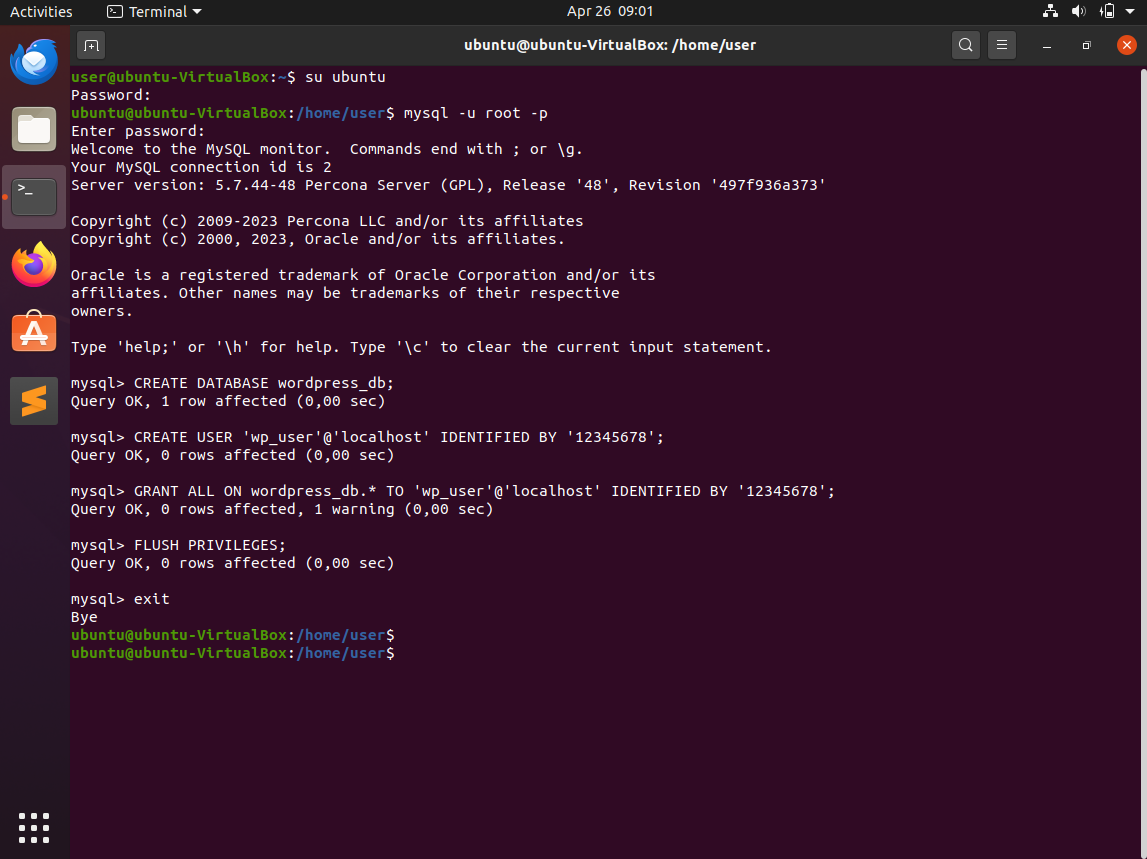 Activities
Terminal
Apr 26 09:01
ubuntu@ubuntu-VirtualBox: /home/user
user@ubuntu-VirtualBox:~$ su ubuntu
Password:
ubuntu@ubuntu-VirtualBox:/home/user$ mysql -u root -p
Enter password:
Welcome to the MySQL monitor.  Commands end with ; or \g.
Your MySQL connection id is 2
Server version: 5.7.44-48 Percona Server (GPL), Release '48', Revision '497f936a373'
Copyright (c) 2009-2023 Percona LLC and/or its affiliates
Copyright (c) 2000, 2023, Oracle and/or its affiliates.
Oracle is a registered trademark of Oracle Corporation and/or its
affiliates. Other names may be trademarks of their respective
owners.
Type 'help;' or '\h' for help. Type '\c' to clear the current input statement.
mysql> CREATE DATABASE wordpress_db;
Query OK, 1 row affected (0,00 sec)
mysql> CREATE USER 'wp_user'@'localhost' IDENTIFIED BY '12345678';
Query OK, 0 rows affected (0,00 sec)
mysql> GRANT ALL ON wordpress_db.* TO 'wp_user'@'localhost' IDENTIFIED BY '12345678';
Query OK, 0 rows affected, 1 warning (0,00 sec)
mysql> FLUSH PRIVILEGES;
Query OK, 0 rows affected (0,00 sec)
mysql> exit
Bye
ubuntu@ubuntu-VirtualBox:/home/user$
ubuntu@ubuntu-VirtualBox:/home/user$